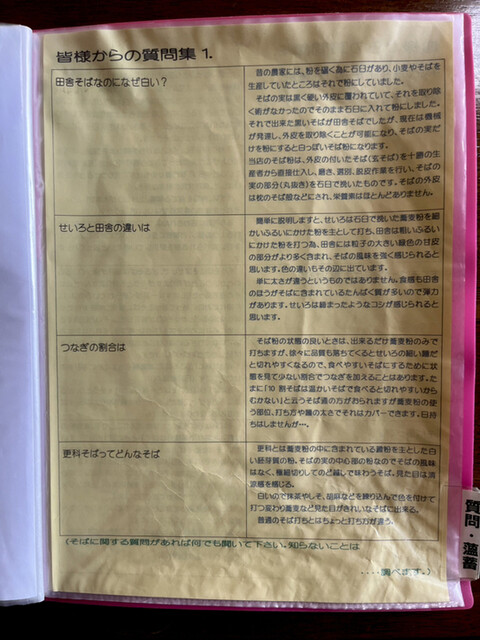 皆様からの質問集 1.
田舎そばなのになぜ白い？
昔の農家には、粉を碾く為に石臼があり、小麦やそばを
生産していたところはそれで粉にしていました。
そばの実は黒く硬い外皮に覆われていて、それを取り除
く術がなかったのでそのまま石臼に入れて粉にしました。
それで出来た黒いそばが田舎そばでしたが、現在は機械
が発達し、外皮を取り除くことが可能になり、そばの実だけ
を粉にすると白っぽいそば粉になります。
当店のそば粉は、外皮の付いたそば(玄そば)を十勝の生
産者から直接仕入し、磨き、選別、脱皮作業を行い、そばの
実の部分(丸抜き)を石臼で挽いたものです。そばの外皮
は枕のそば殻などにされ、栄養素はほとんどありません。
せいろと田舎の違いは
簡単に説明しますと、せいろは石臼で挽いた蕎麦粉を細
かいふるいにかけた粉を主として打ち、田舎は粗いふるい
にかけた粉を打つ為、田舎には粒子の大きい緑色の甘皮
の部分がより多く含まれ、そばの風味を強く感じられると
思います。色の違いもその辺に出ています。
単に太さが違うというものではありません。食感も田舎
のほうがそばに含まれているたんぱく質が多いので弾力
があります。せいろは締まったようなコシが感じられると
思います。
つなぎの割合は
そば粉の状態の良いときは、出来るだけ蕎麦粉のみで
打ちますが、徐々に品質も落ちてくるとせいろの細い麺だ
と切れやすくなるので、食べやすいそばにするために状
態を見て少ない割合でつなぎを加えることはあります。た
まに「10 割そばは温かいそばで食べると切れやすいから
むかない」と云うそば通の方がおられますが蕎麦粉の使
う部位、打ち方や麺の太さでそれはカバーできます。日持
ちはしませんが…。
更科そばってどんなそば
更科とは蕎麦粉の中に含まれている澱粉を主とした白
い胚芽質の粉。そばの実の中心部の粉なのでそばの風味
はなく、極細切りしてのど越しで味わうそば。見た目は清
涼感を感じる。
白いので抹茶やしそ、胡麻などを練り込んで色を付けて
打つ変わり蕎麦など見た目がきれいなそばに出来る。
普通のそば打ちとはちょっと打ち方が違う。
(そばに関する質問があれば何でも聞いて下さい。知らないことは
····調べます。)
質問・薀蓄